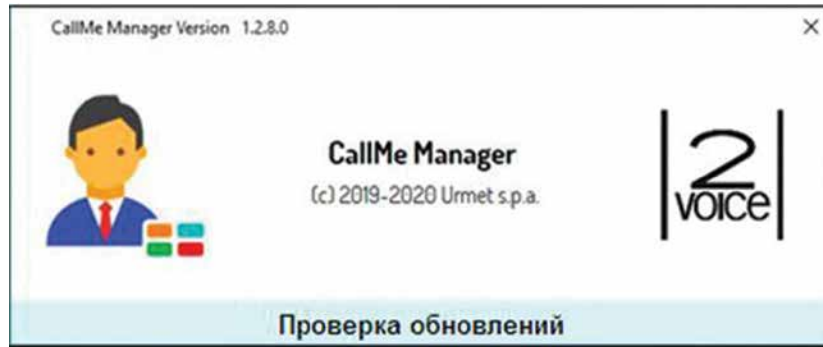 CallMe Manager Version 1.2.8.0
CallMe Manager
(c) 2019-2020 Urmet s.p.a.
2
VOICe
Проверка обновлений